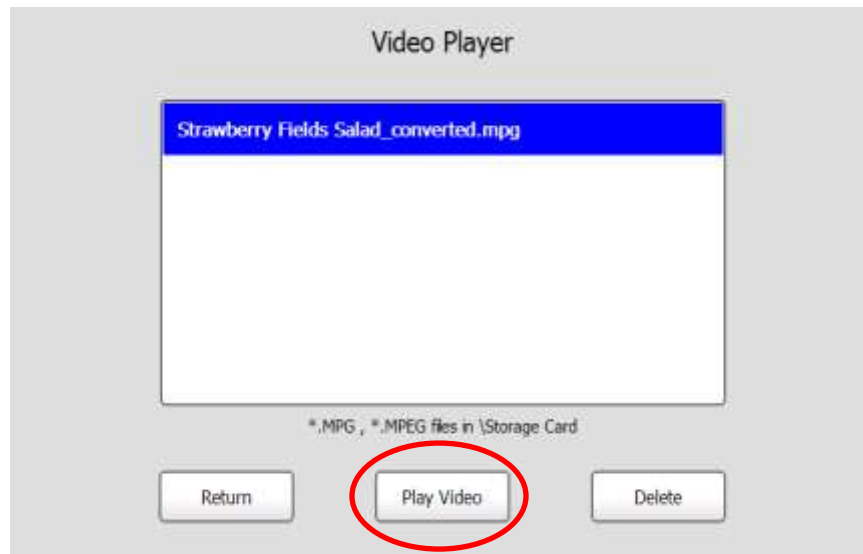 Video Player
Strawberry Fields Salad_converted.mpg
*.MPG , *.MPEG files in \Storage Card
Return
Play Video
Delete